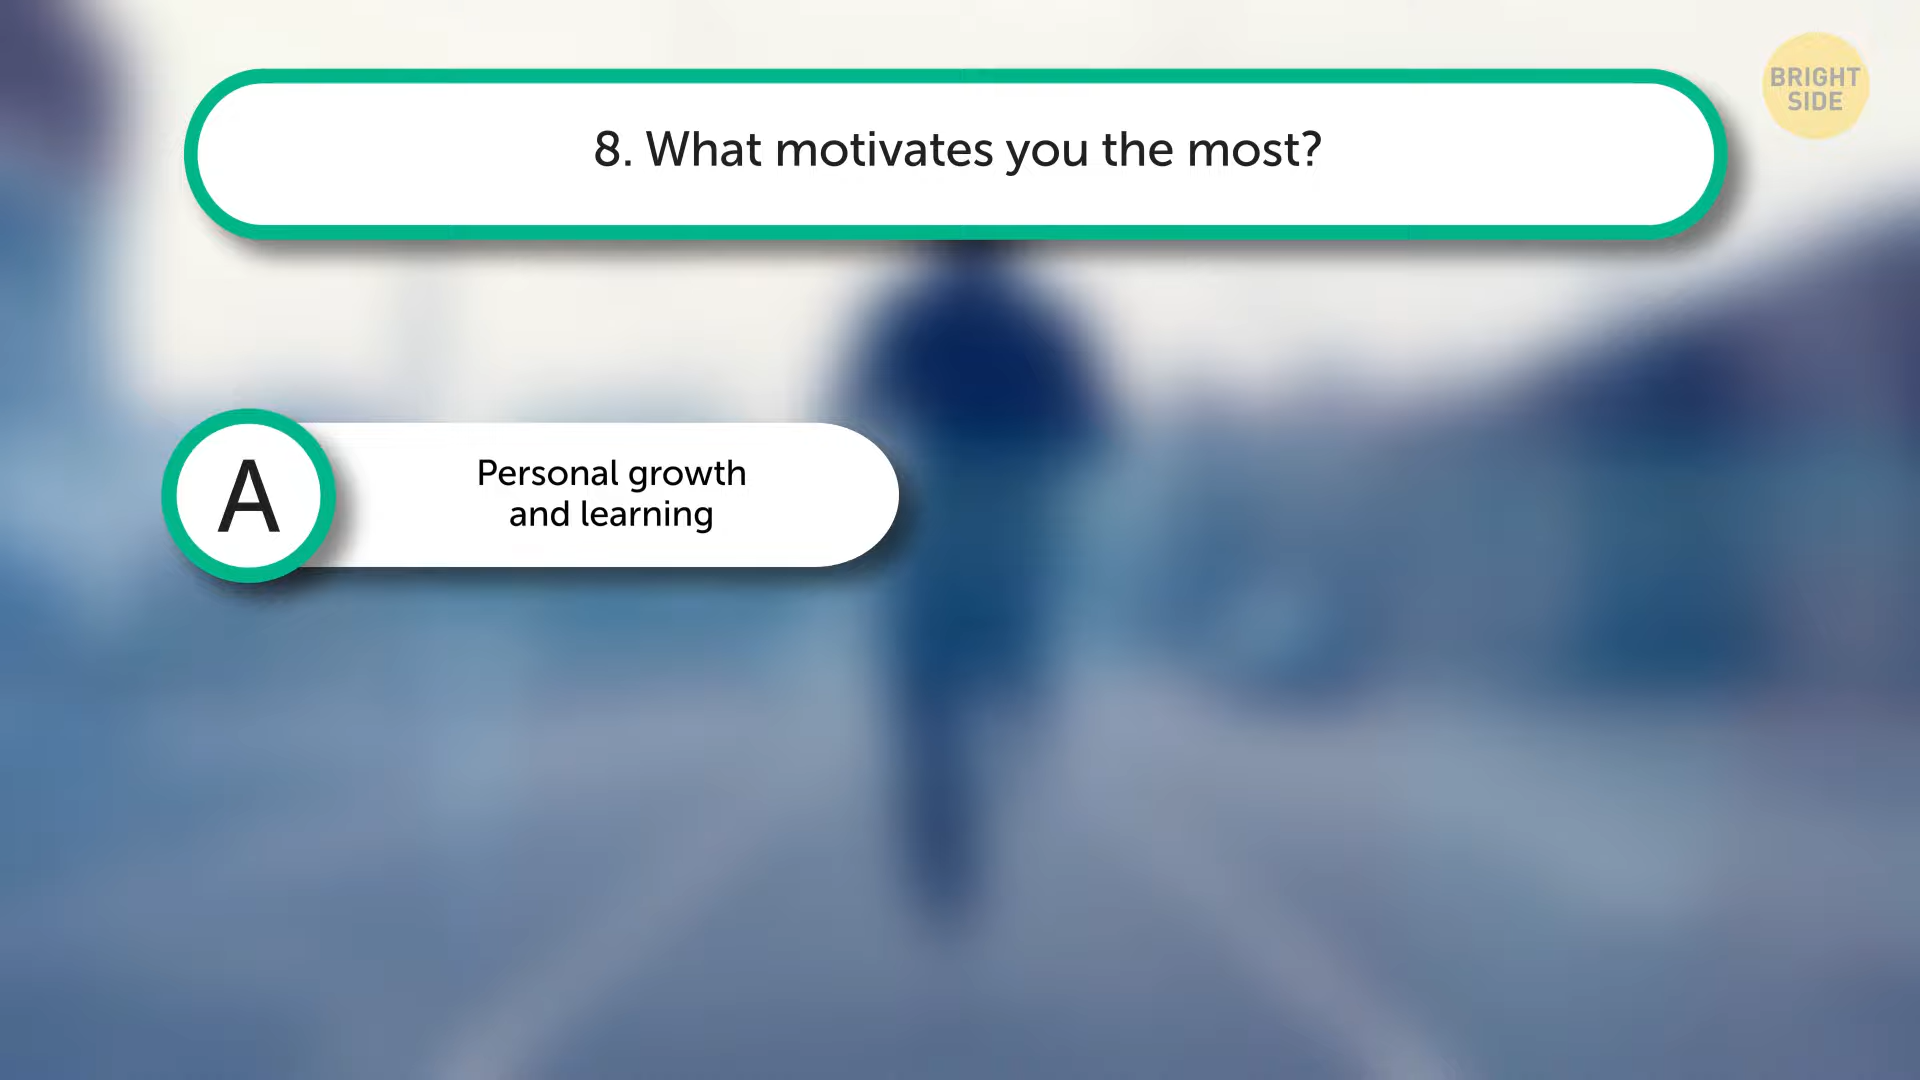 8. What motivates you the most?
BRIGHT
SIDE
A
Personal growth
and learning